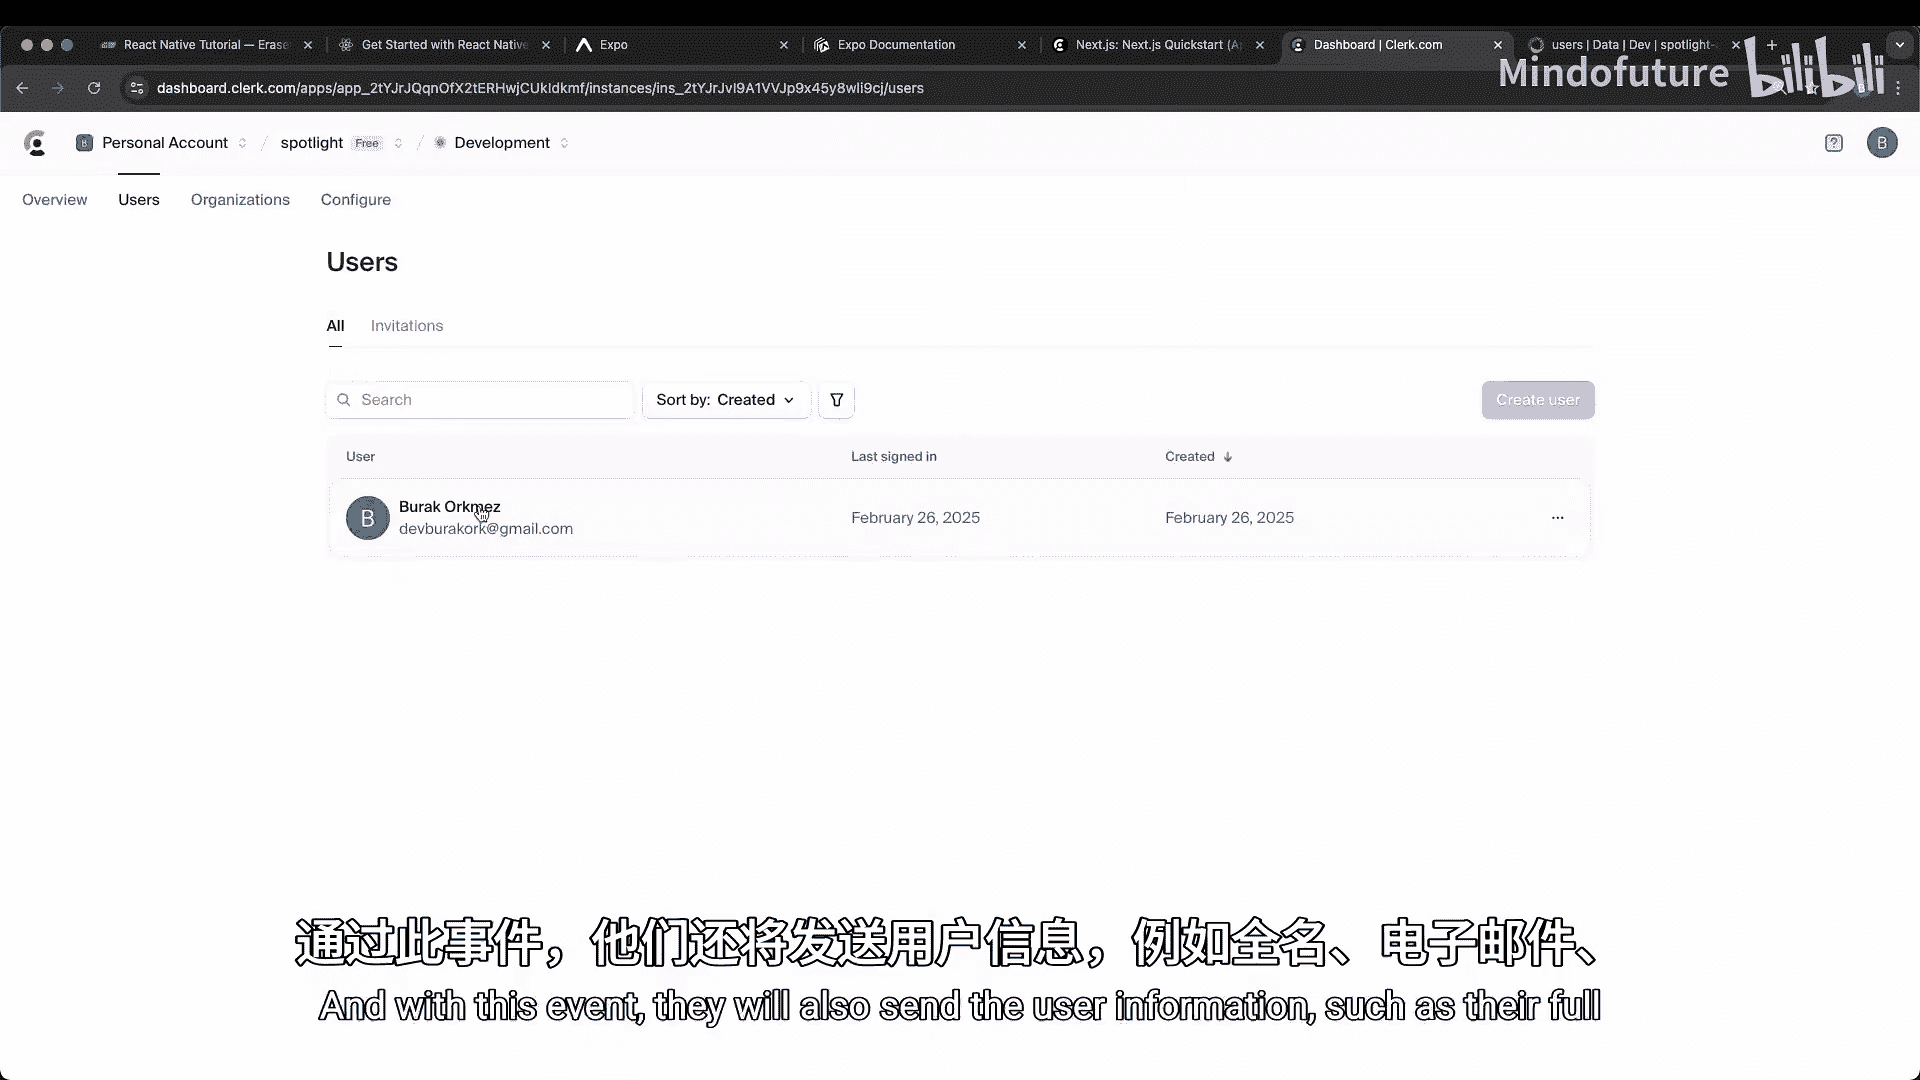 React Native Tutorial — Erase
Get Started with React Native
Expo
Expo Documentation
Next.js: Next.js Quickstart (A
Dashboard | Clerk.com
users | Data | Dev | spotlight-
Mindofuture bilibili
dashboard.clerk.com/apps/app_2tYJrJQqnOfX2tERHwjCUkIdkmf/instances/ins_2tYJrJvI9A1VVJp9x45y8wIi9cj/users
B Personal Account / spotlight Free / Development
B
Overview Users Organizations Configure
Users
All Invitations
Search Sort by: Created Create user
User Last signed in Created
B Burak Orkmez February 26, 2025 February 26, 2025
devburakork@gmail.com
通过此事件，他们还将发送用户信息，例如全名、电子邮件、
And with this event, they will also send the user information, such as their full